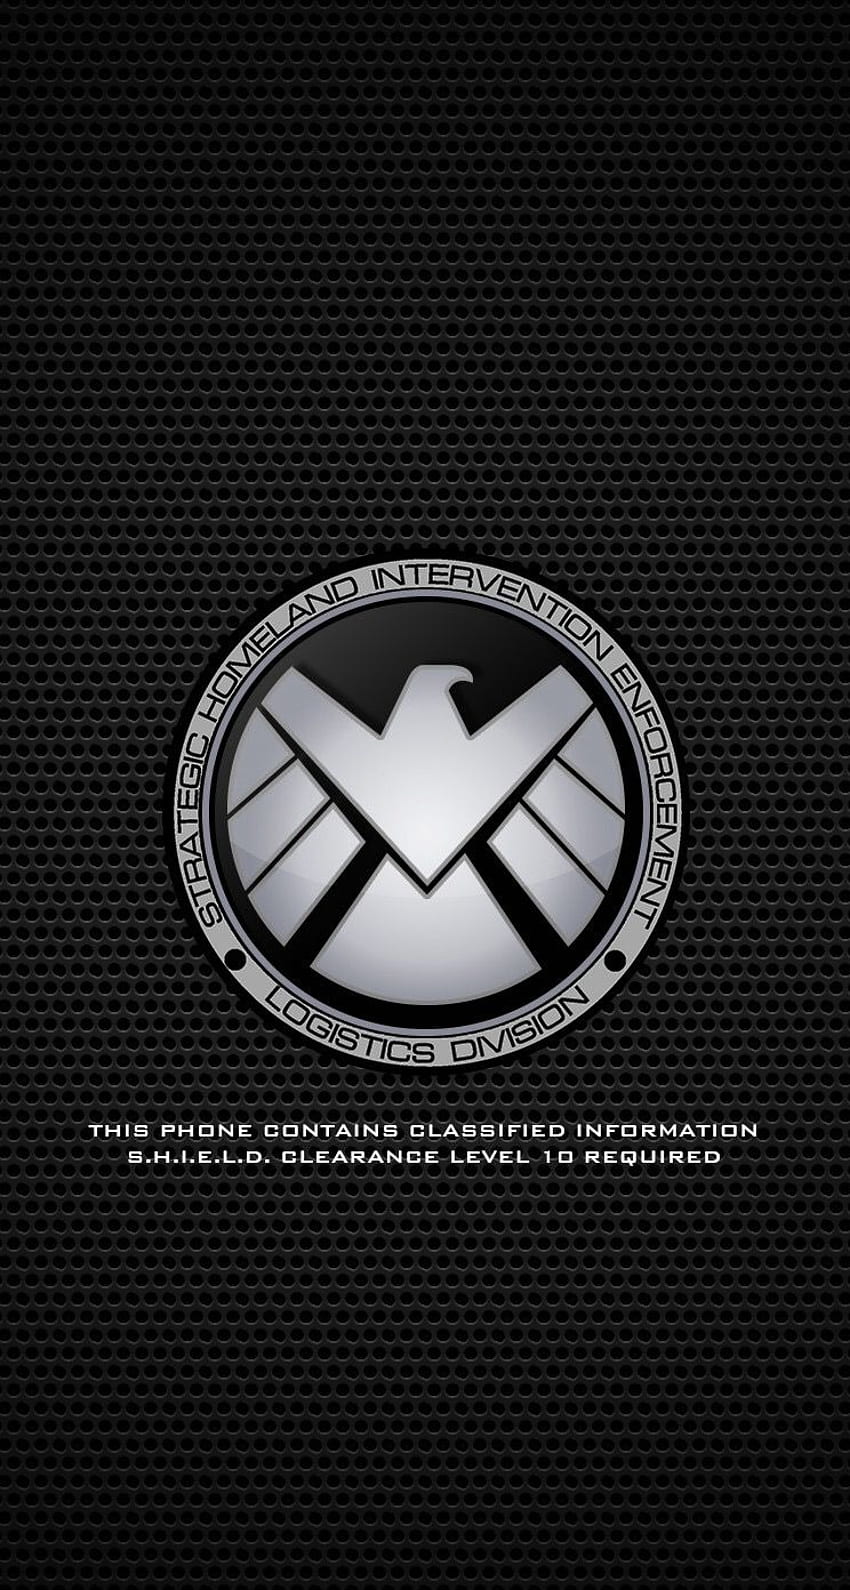 STRATEGIC HOMELAND INTERVENTION ENFORCEMENT
LOGISTICS DIVISION
THIS PHONE CONTAINS CLASSIFIED INFORMATION
S.H.I.E.L.D. CLEARANCE LEVEL 10 REQUIRED